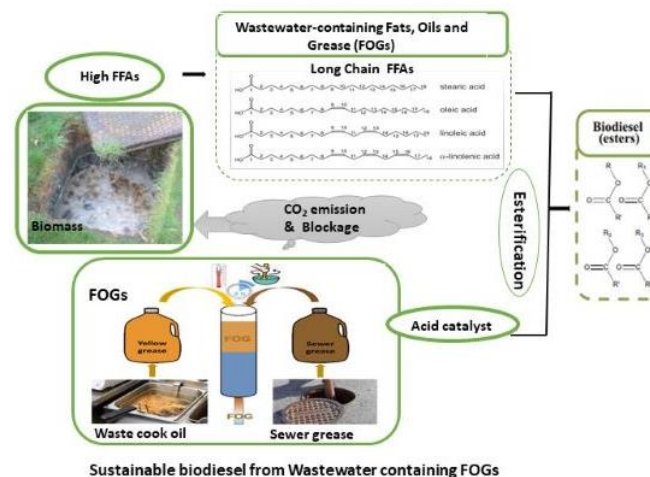 Wastewater-containing Fats, Oils and
Grease (FOGs)
High FFAs
Long Chain FFAs
stearic acid
oleic acid
linoleic acid
α-linolenic acid
Biodiesel
(esters)
Biomass
CO₂ emission
& Blockage
Esterification
FOGs
Yellow
grease
FOG
Sewer
grease
FOG
Acid catalyst
Waste cook oil
Sewer grease
Sustainable biodiesel from Wastewater containing FOGs